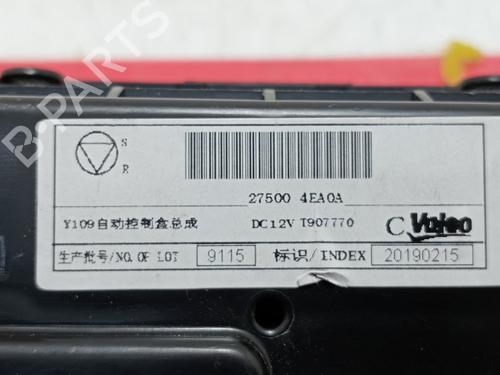 B-PARTS
S
R
27500 4EA0A
Y109自动控制盒总成 DC12V T907770 C Valeo
生产批号/NO.OF LOT 9115 标识/INDEX 20190215